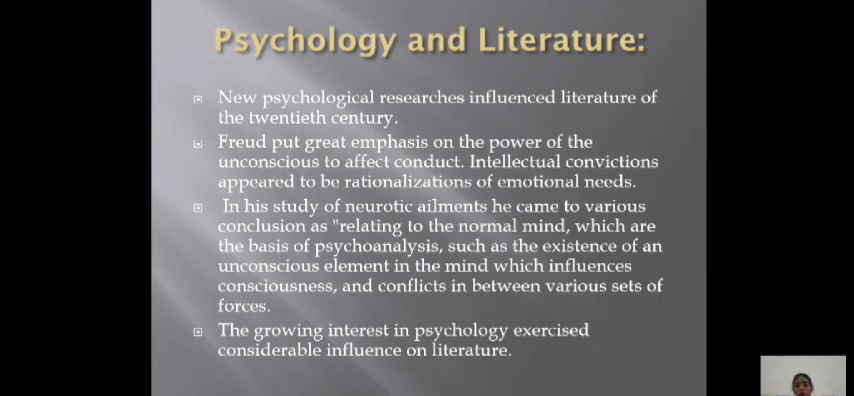 Psychology and Literature:
New psychological researches influenced literature of
the twentieth century.
Freud put great emphasis on the power of the
unconscious to affect conduct. Intellectual convictions
appeared to be rationalizations of emotional needs.
In his study of neurotic ailments he came to various
conclusion as "relating to the normal mind, which are
the basis of psychoanalysis, such as the existence of an
unconscious element in the mind which influences
consciousness, and conflicts in between various sets of
forces.
The growing interest in psychology exercised
considerable influence on literature.